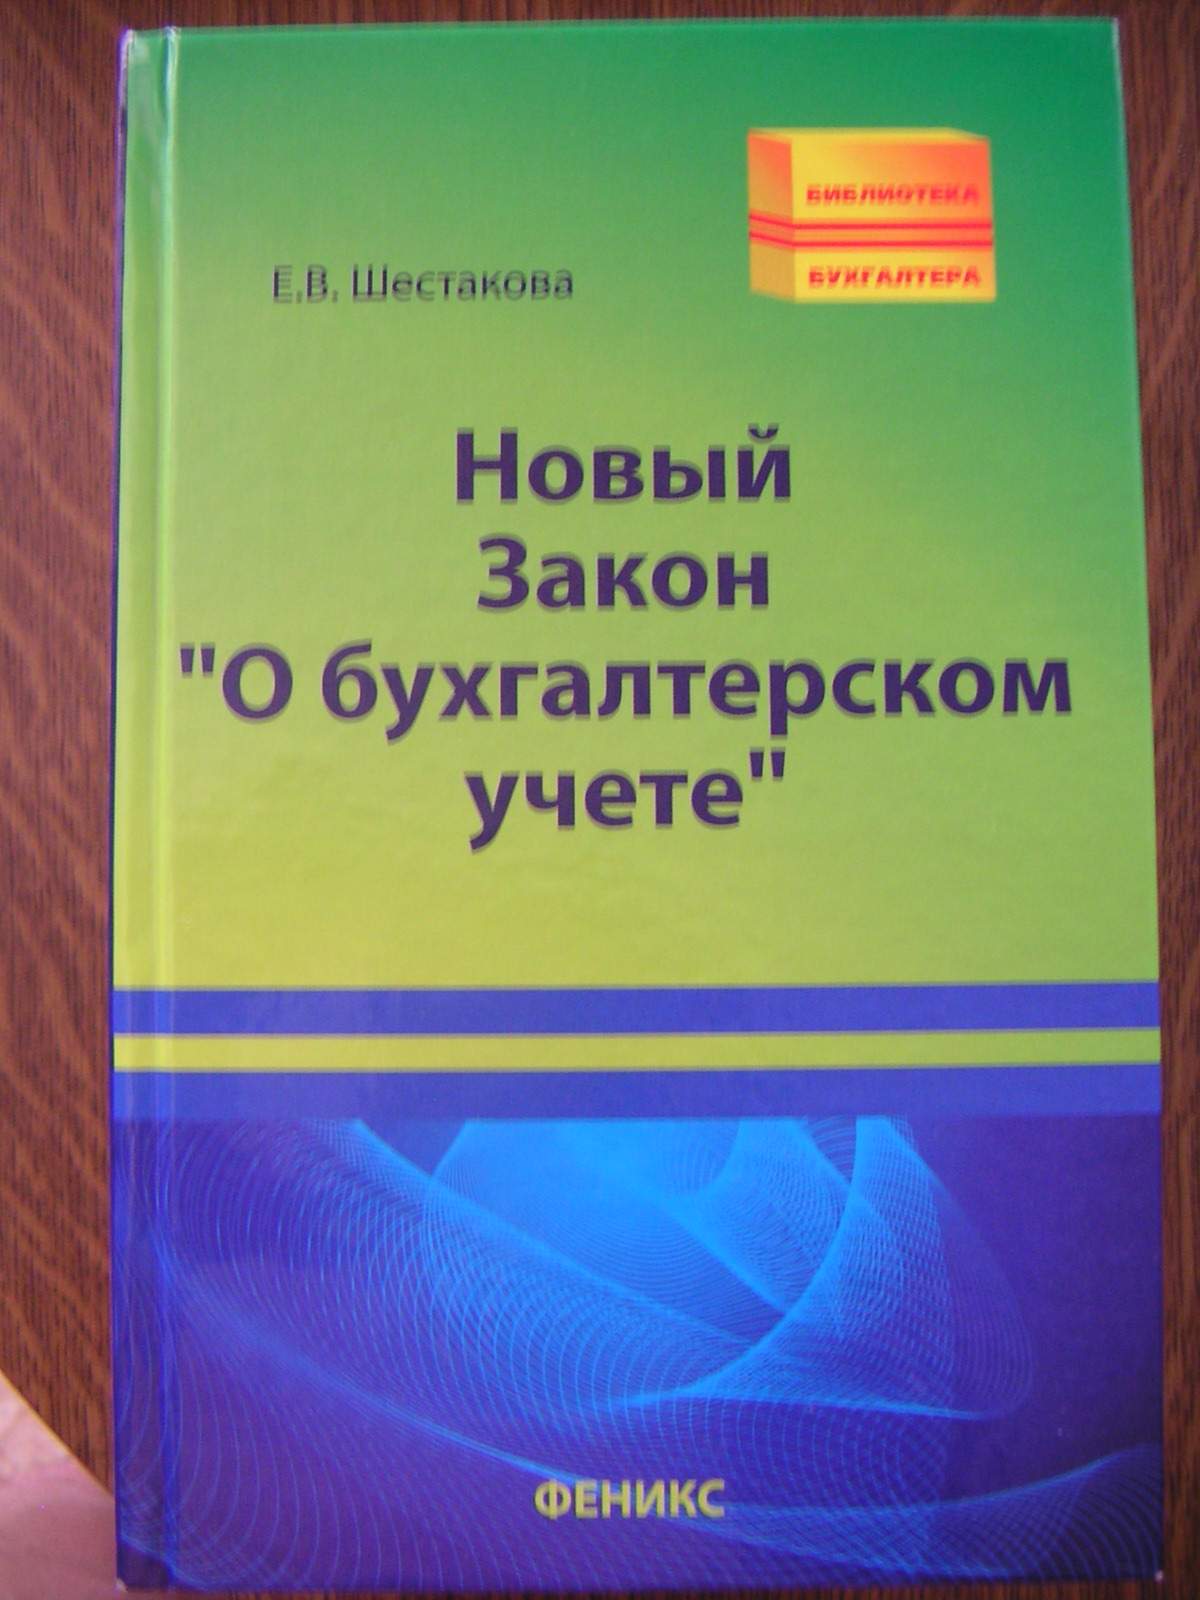 БИБЛИОТЕКА
БУХГАЛТЕРА
Е.В. Шестакова
Новый
Закон
"О бухгалтерском
учете"
ФЕНИКС